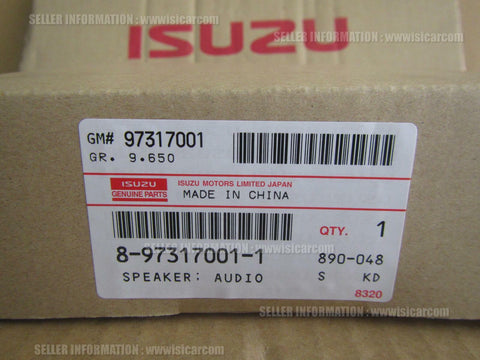 SELLER INFORMATION : www.isicar.com
ISUZU
SELLER INFORMATION : www.isicar.com
GM# 97317001
GR. 9.650
ISUZU
GENUINE PARTS
ISUZU MOTORS LIMITED JAPAN
MADE IN CHINA
QTY. 1
8-97317001-1
890-048
SPEAKER: AUDIO
S KD
8320
SELLER INFORMATION : www.isicar.com
SELLER INFORMATION : www.isicar.com